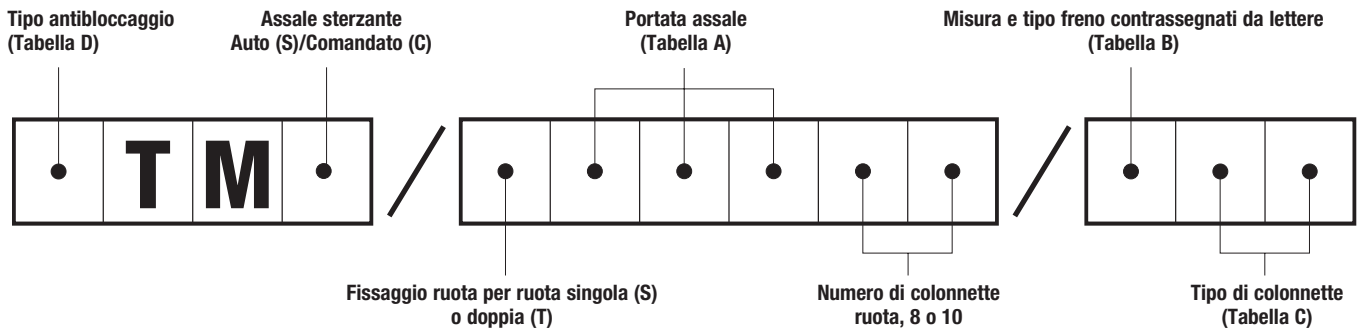 Tipo antibloccaggio
(Tabella D)
Assale sterzante
Auto (S)/Comandato (C)
Portata assale
(Tabella A)
Misura e tipo freno contrassegnati da lettere
(Tabella B)
T M / /
Fissaggio ruota per ruota singola (S)
o doppia (T)
Numero di colonnette
ruota, 8 o 10
Tipo di colonnette
(Tabella C)